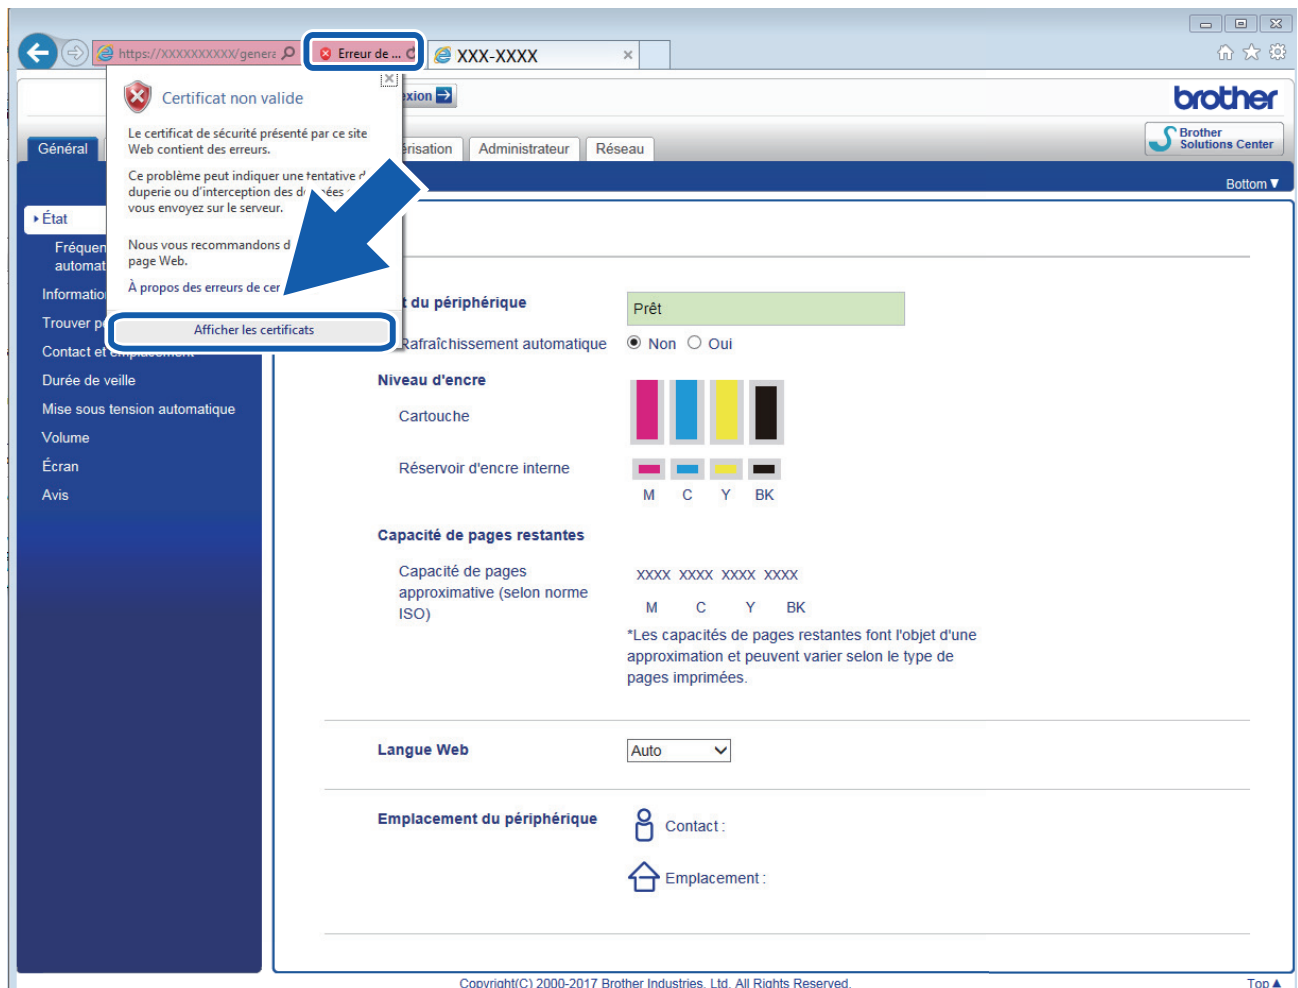 https://XXXXXXXXXX/genera
Erreur de ...
XXX-XXXX
Certificat non valide
Le certificat de sécurité présenté par ce site
Web contient des erreurs.
Ce problème peut indiquer une tentative
duperie ou d'interception des
vous envoyez sur le serveur.
Nous vous recommandons
page Web.
À propos des erreurs de
Afficher les certificats
brother
Brother
Solutions Center
Général
Administrateur
Réseau
Bottom▼
État
Informatio
Trouver
Contact et
Durée de veille
Mise sous tension automatique
Volume
Écran
Avis
du périphérique
Prêt
Rafraîchissement automatique
Non Oui
Niveau d'encre
Cartouche
Réservoir d'encre interne
M C Y BK
Capacité de pages restantes
Capacité de pages
approximative (selon norme
ISO)
XXXX XXXX XXXX XXXX
M C Y BK
*Les capacités de pages restantes font l'objet d'une
approximation et peuvent varier selon le type de
pages imprimées.
Langue Web
Auto
Emplacement du périphérique
Contact :
Emplacement :
Copyright(C) 2000-2017 Brother Industries, Ltd. All Rights Reserved.
Top▲